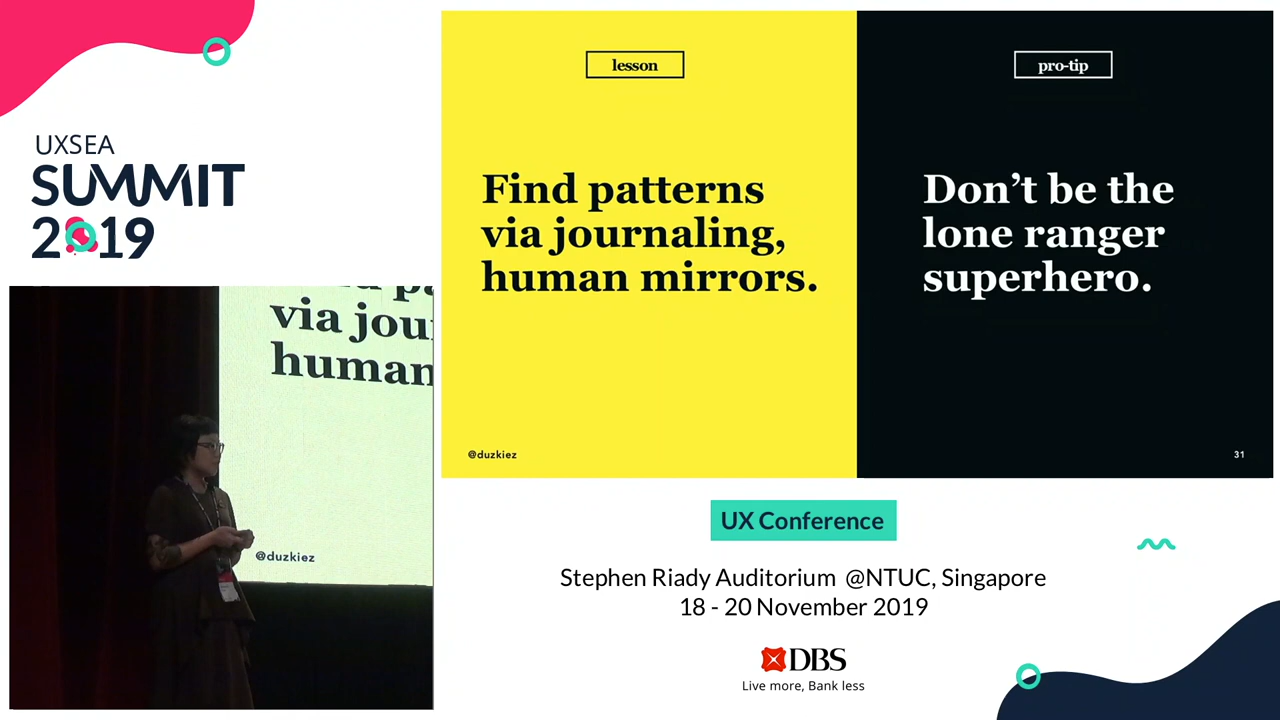 UXSEA
SUMMIT
2019
lesson
Find patterns
via journaling,
human mirrors.
@duzkiez
pro-tip
Don’t be the
lone ranger
superhero.
31
via jou
human
@duzkiez
UX Conference
Stephen Riady Auditorium @NTUC, Singapore
18 - 20 November 2019
DBS
Live more, Bank less